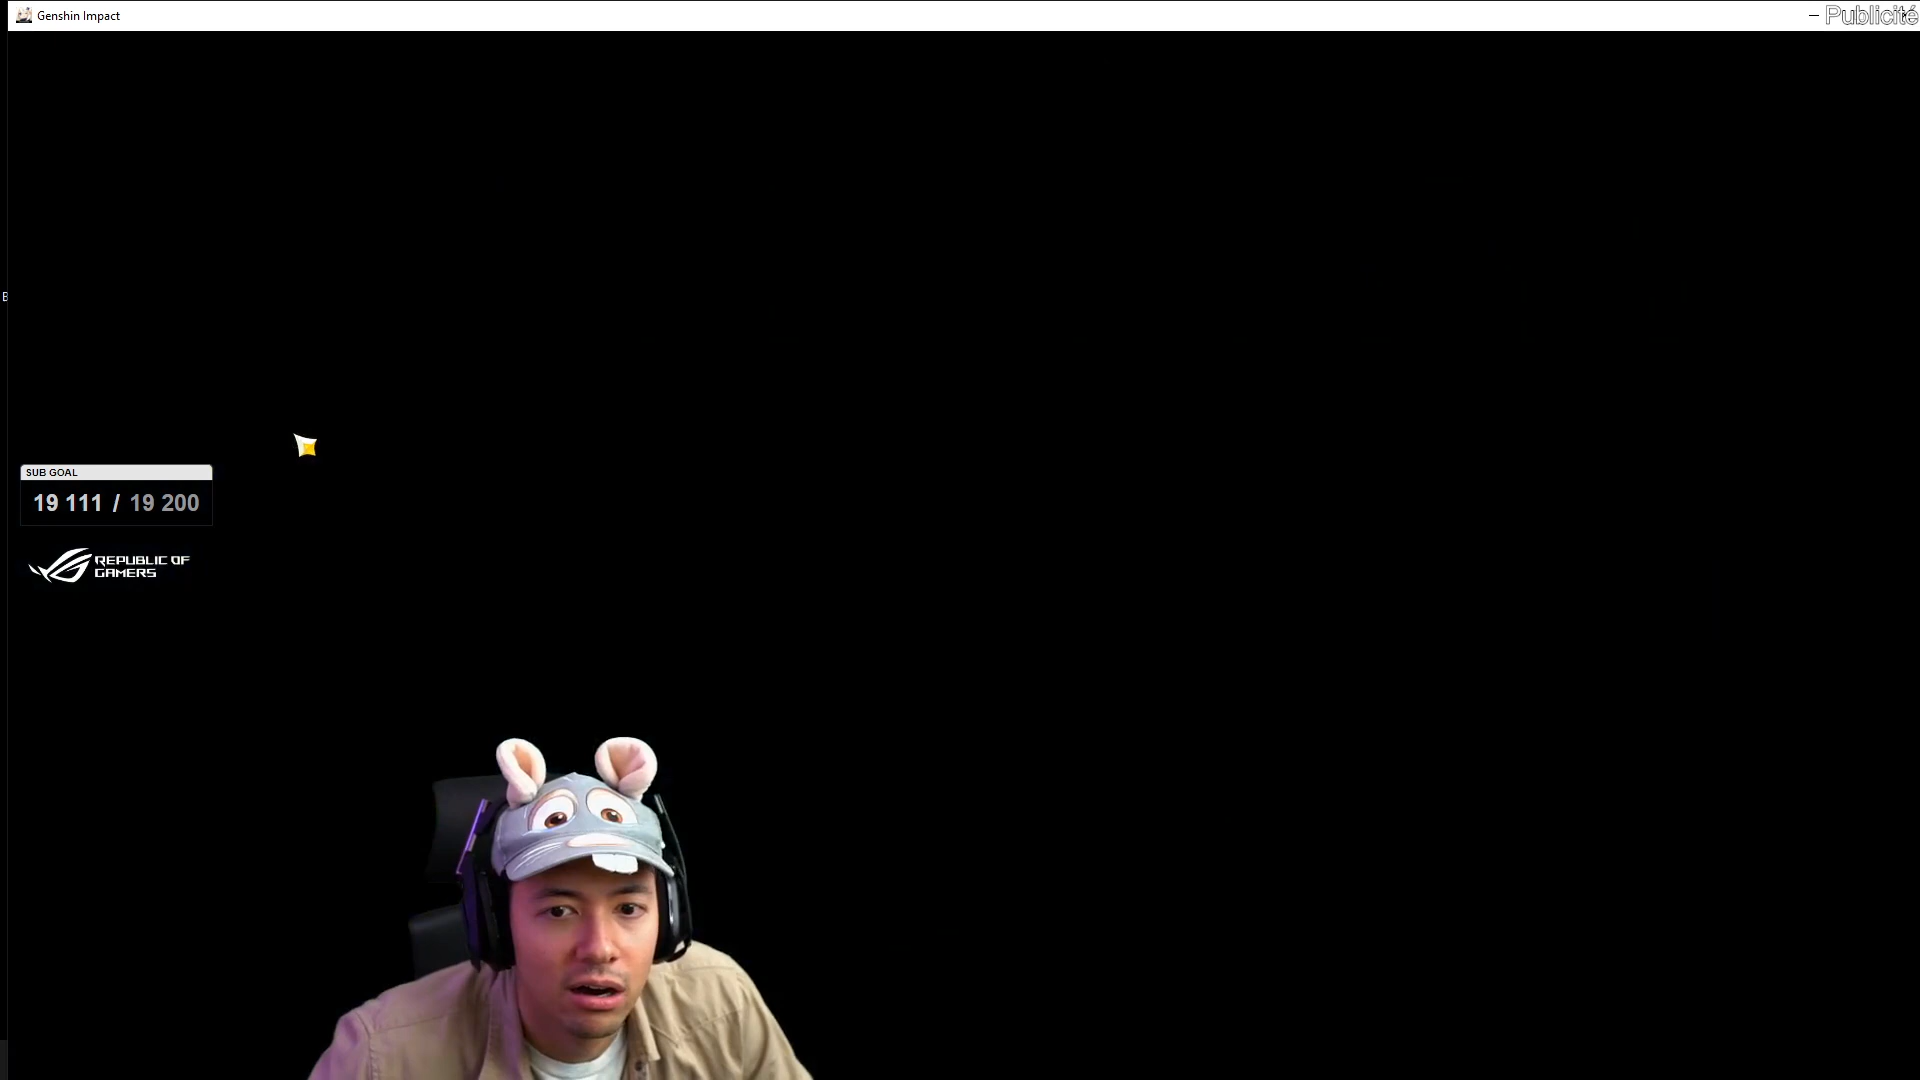 Genshin Impact
Publicité
B
SUB GOAL
19 111 / 19 200
REPUBLIC OF
GAMERS